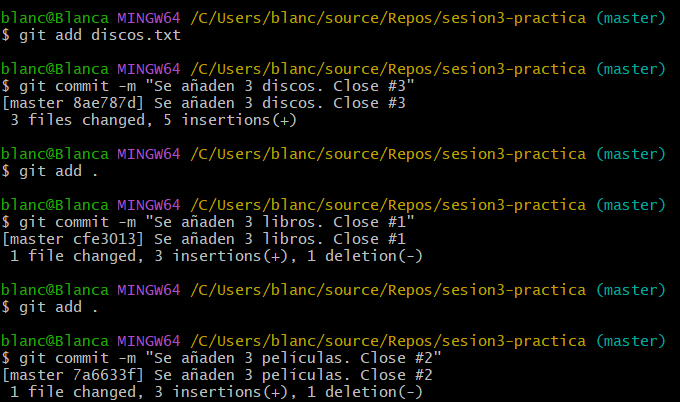 blanc@Blanca MINGW64 /C/Users/blanc/source/Repos/sesion3-practica (master)
$ git add discos.txt
blanc@Blanca MINGW64 /C/Users/blanc/source/Repos/sesion3-practica (master)
$ git commit -m "Se añaden 3 discos. Close #3"
[master 8ae787d] Se añaden 3 discos. Close #3
 3 files changed, 5 insertions(+)
blanc@Blanca MINGW64 /C/Users/blanc/source/Repos/sesion3-practica (master)
$ git add .
blanc@Blanca MINGW64 /C/Users/blanc/source/Repos/sesion3-practica (master)
$ git commit -m "Se añaden 3 libros. Close #1"
[master cfe3013] Se añaden 3 libros. Close #1
 1 file changed, 3 insertions(+), 1 deletion(-)
blanc@Blanca MINGW64 /C/Users/blanc/source/Repos/sesion3-practica (master)
$ git add .
blanc@Blanca MINGW64 /C/Users/blanc/source/Repos/sesion3-practica (master)
$ git commit -m "Se añaden 3 películas. Close #2"
[master 7a6633f] Se añaden 3 películas. Close #2
 1 file changed, 3 insertions(+), 1 deletion(-)